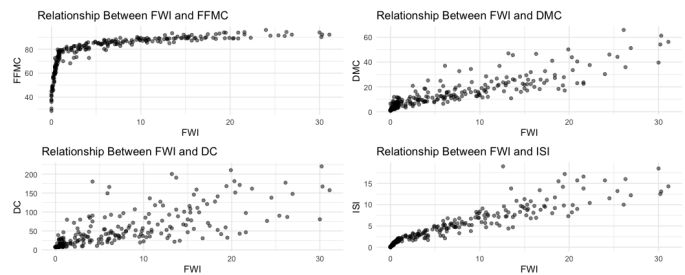 Relationship Between FWI and FFMC
FFMC
80
60
40
0
10
20
30
FWI
Relationship Between FWI and DMC
DMC
60
40
20
0
0
10
20
30
FWI
Relationship Between FWI and DC
DC
200
150
100
50
0
0
10
20
30
FWI
Relationship Between FWI and ISI
ISI
15
10
5
0
0
10
20
30
FWI